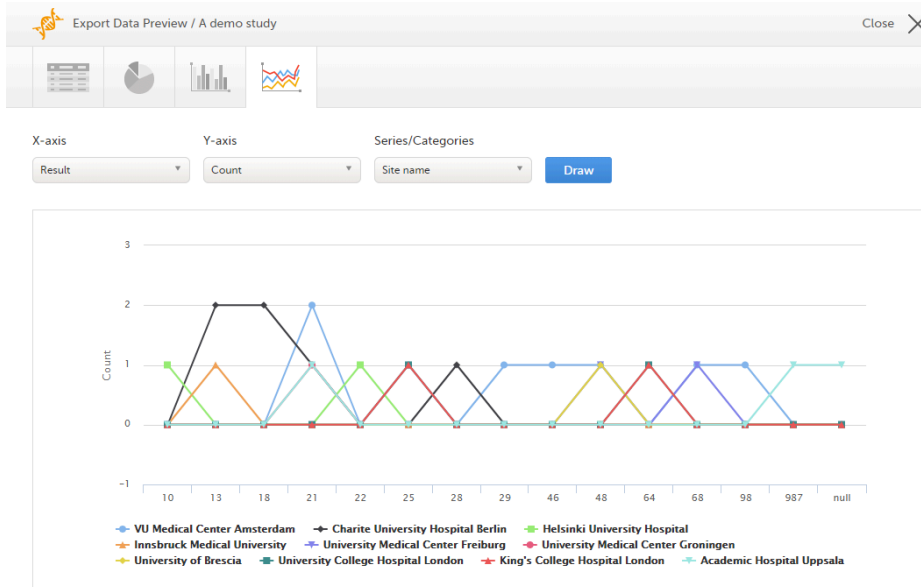 Export Data Preview / A demo study Close
X-axis Y-axis Series/Categories
Result Count Site name Draw
3
2
1
0
-1
Count
10 13 18 21 22 25 28 29 46 48 64 68 98 987 null
VU Medical Center Amsterdam Charite University Hospital Berlin Helsinki University Hospital
Innsbruck Medical University University Medical Center Freiburg University Medical Center Groningen
University of Brescia University College Hospital London King's College Hospital London Academic Hospital Uppsala